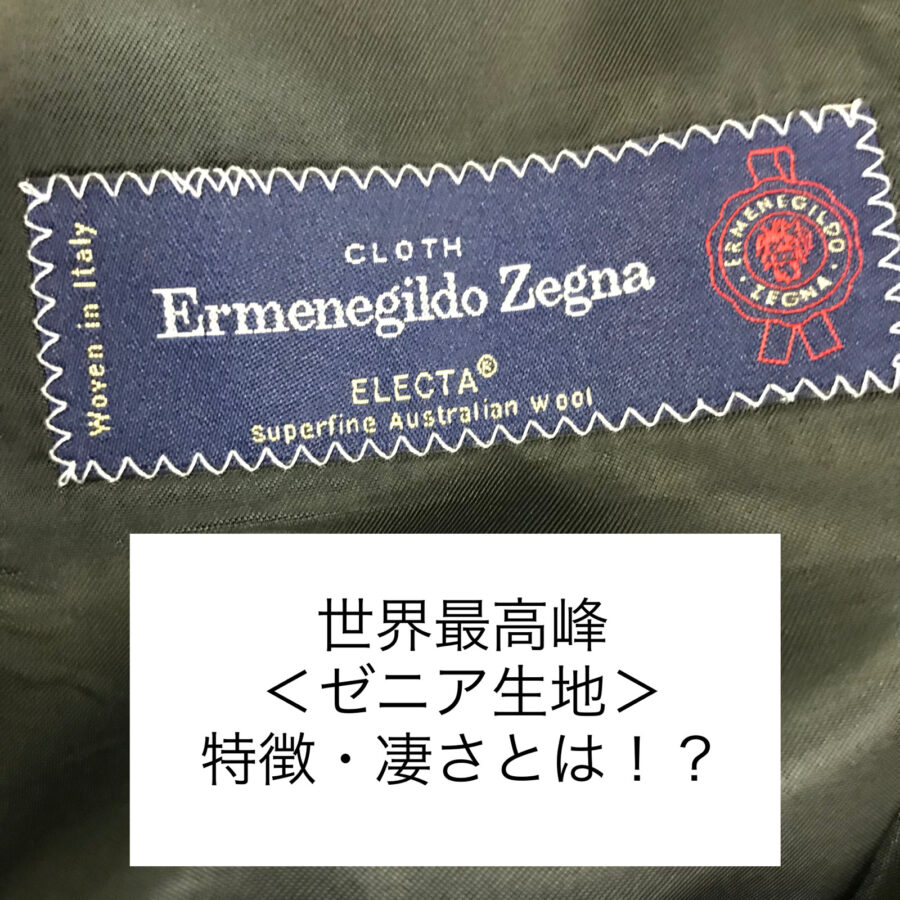 Woven in Italy
CLOTH
Ermenegildo Zegna
ELECTA®
Superfine Australian Wool
ERMENEGILDO
· ZEGNA ·
世界最高峰
＜ゼニア生地＞
特徴・凄さとは！？